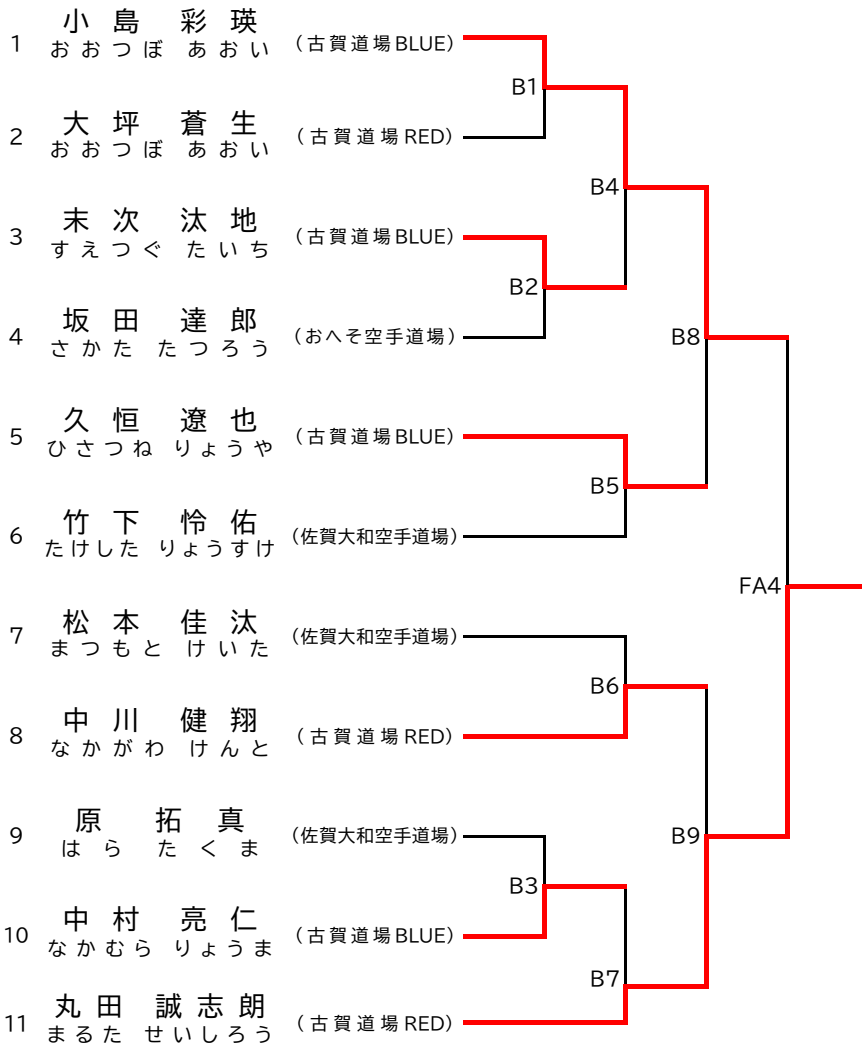 1 小島 彩瑛 (古賀道場BLUE)
おおつぼ あおい
B1
2 大坪 蒼生 (古賀道場RED)
おおつぼ あおい
B4
3 末次 汰地 (古賀道場BLUE)
すえつぐ たいち
B2
4 坂田 達郎 (おへそ空手道場)
さかた たつろう
B8
5 久恒 遼也 (古賀道場BLUE)
ひさつね りょうや
B5
6 竹下 怜佑 (佐賀大和空手道場)
たけした りょうすけ
FA4
7 松本 佳汰 (佐賀大和空手道場)
まつもと けいた
B6
8 中川 健翔 (古賀道場RED)
なかがわ けんと
9 原 拓真 (佐賀大和空手道場)
はら たくま
B9
B3
10 中村 亮仁 (古賀道場BLUE)
なかむら りょうま
B7
11 丸田 誠志朗 (古賀道場RED)
まるた せいしろう